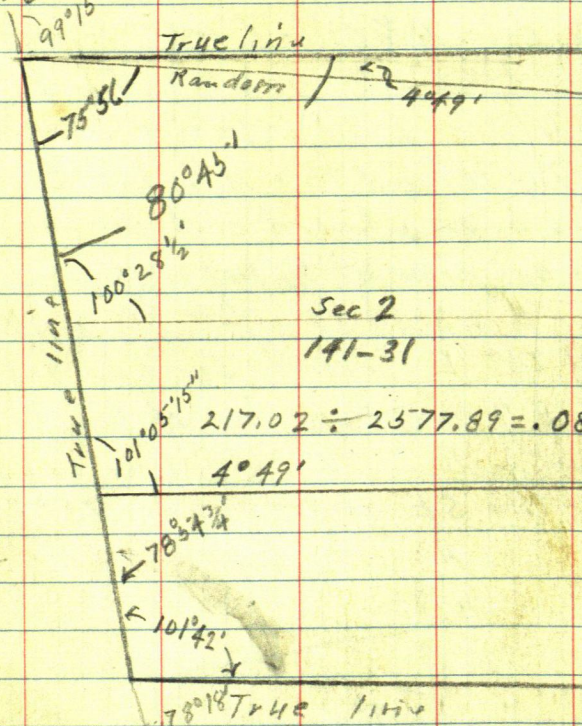 99°15
True line
Random
4°49'
75°56'
80°45'
100°28½'
Sec 2
141-31
True line
217.02 ÷ 2577.89 = .08
101°05'15"
4°49'
78°54¾'
101°42'
78°18'
True line